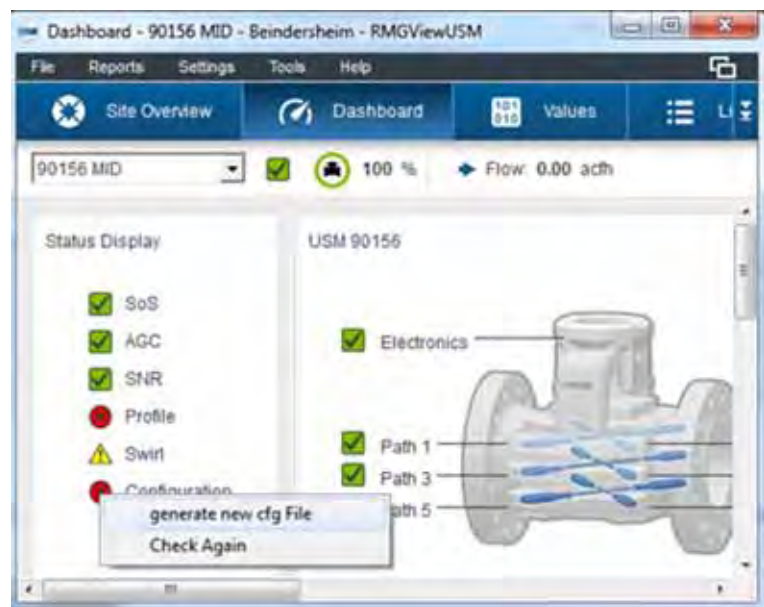 Dashboard - 90156 MID - Beindersheim - RMGViewUSM
File Reports Settings Tools Help
Site Overview Dashboard 101 010 Values
90156 MID 100 % Flow: 0.00 acfh
Status Display
SoS
AGC
SNR
Profile
Swirl
Configuration
generate new cfg File
Check Again
USM 90156
Electronics
Path 1
Path 3
ath 5